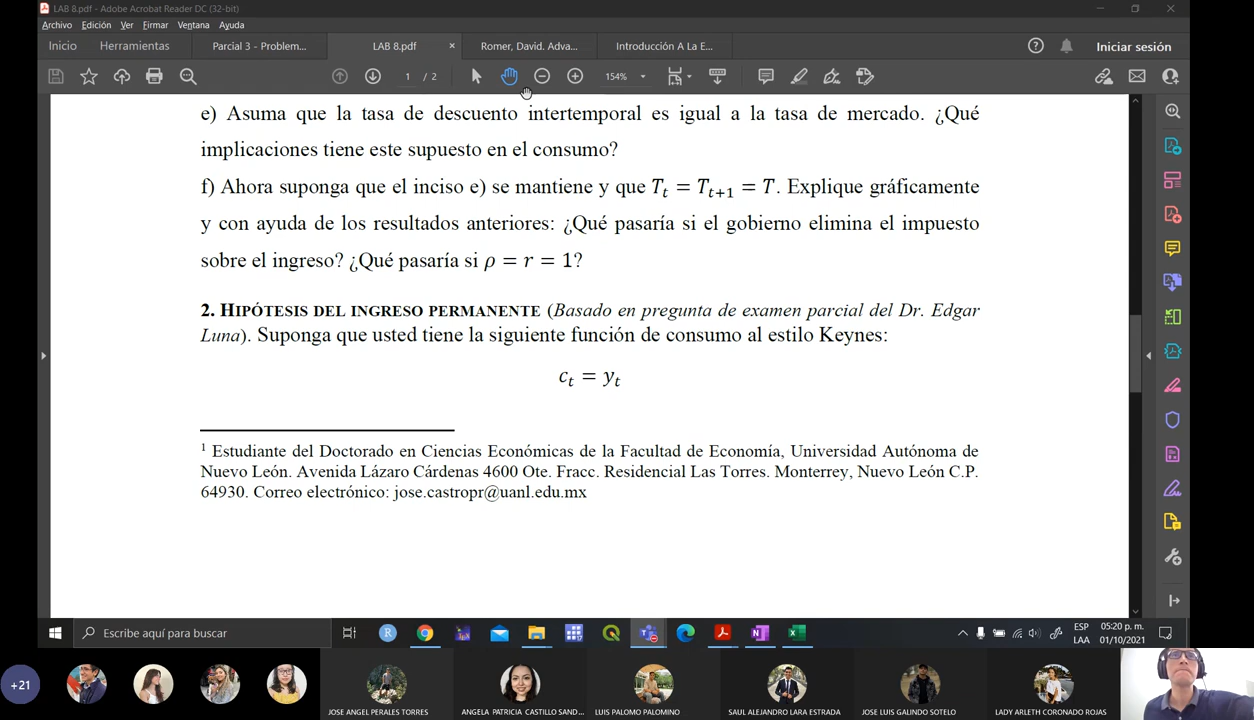 LAB 8.pdf - Adobe Acrobat Reader DC (32-bit)
Archivo Edición Ver Firmar Ventana Ayuda
Inicio Herramientas Parcial 3 - Problem... LAB 8.pdf × Romer, David. Adva... Introducción A La E... Iniciar sesión
1 / 2 154%
e) Asuma que la tasa de descuento intertemporal es igual a la tasa de mercado. ¿Qué
implicaciones tiene este supuesto en el consumo?
f) Ahora suponga que el inciso e) se mantiene y que T_t = T_{t+1} = T. Explique gráficamente
y con ayuda de los resultados anteriores: ¿Qué pasaría si el gobierno elimina el impuesto
sobre el ingreso? ¿Qué pasaría si ρ = r = 1?
2. HIPÓTESIS DEL INGRESO PERMANENTE (Basado en pregunta de examen parcial del Dr. Edgar
Luna). Suponga que usted tiene la siguiente función de consumo al estilo Keynes:
c_t = y_t
1 Estudiante del Doctorado en Ciencias Económicas de la Facultad de Economía, Universidad Autónoma de
Nuevo León. Avenida Lázaro Cárdenas 4600 Ote. Fracc. Residencial Las Torres. Monterrey, Nuevo León C.P.
64930. Correo electrónico: jose.castropr@uanl.edu.mx
Escribe aquí para buscar
ESP
LAA
05:20 p. m.
01/10/2021
+21
JOSE ANGEL PERALES TORRES ANGELA PATRICIA CASTILLO SAND... LUIS PALOMO PALOMINO SAUL ALEJANDRO LARA ESTRADA JOSE LUIS GALINDO SOTELO LADY ARLETH CORONADO ROJAS